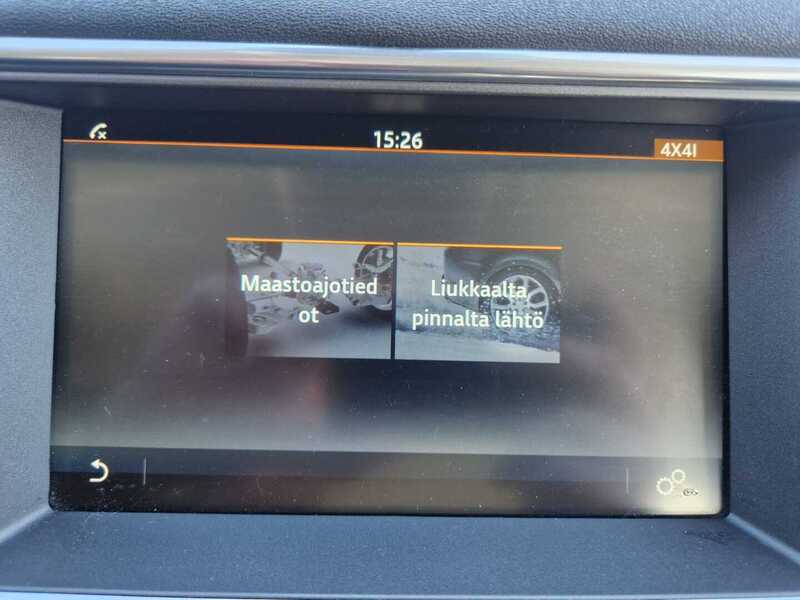 15:26
4X4I
Maastoajotied
ot
Liukkaalta
pinnalta lähtö